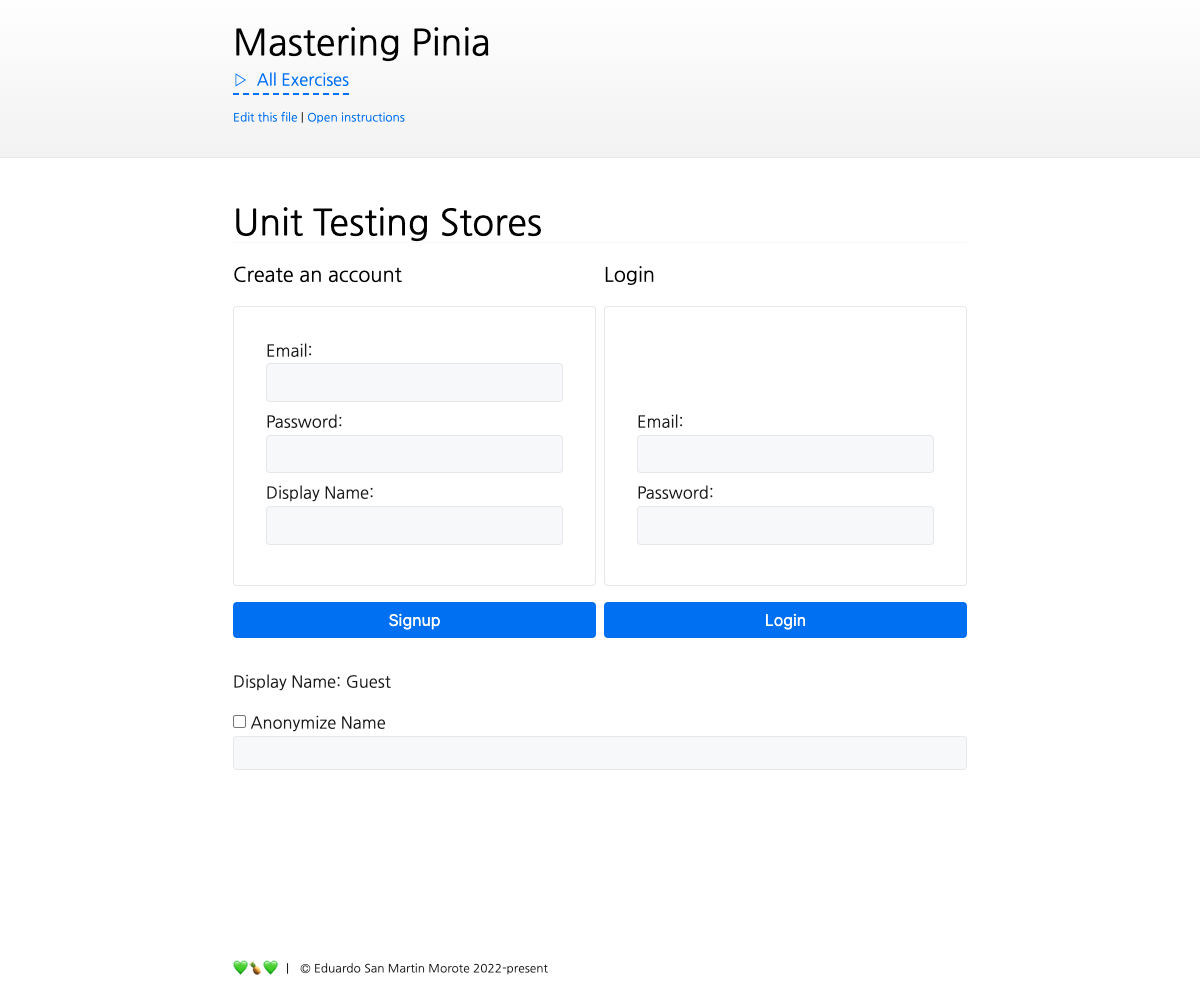 Mastering Pinia
▷ All Exercises
Edit this file | Open instructions
Unit Testing Stores
Create an account
Email:
Password:
Display Name:
Signup
Login
Email:
Password:
Login
Display Name: Guest
Anonymize Name
💚🍍💚 | © Eduardo San Martin Morote 2022-present